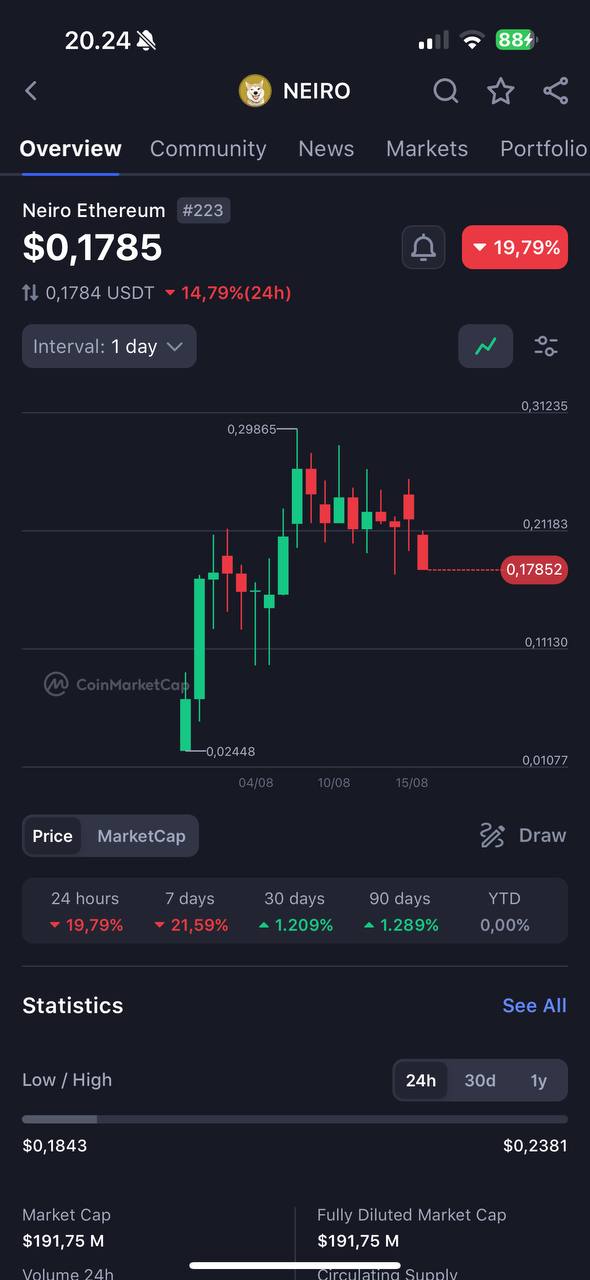 20.24
88
NEIRO
Overview Community News Markets Portfolio
Neiro Ethereum #223
$0,1785
19,79%
0,1784 USDT 14,79%(24h)
Interval: 1 day
0,31235
0,29865
0,21183
0,17852
0,11130
CoinMarketCap
0,02448
0,01077
04/08 10/08 15/08
Price MarketCap Draw
24 hours 7 days 30 days 90 days YTD
19,79% 21,59% 1.209% 1.289% 0,00%
Statistics See All
Low / High 24h 30d 1y
$0,1843 $0,2381
Market Cap Fully Diluted Market Cap
$191,75 M $191,75 M
Volume 24h Circulating Supply